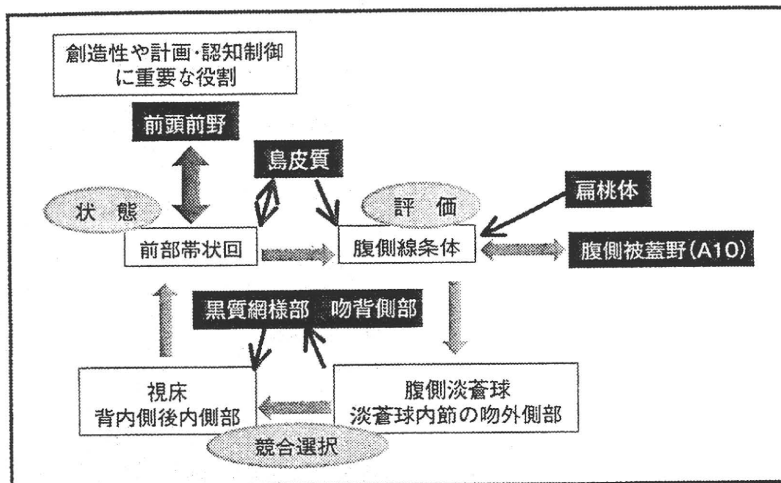 創造性や計画・認知制御
に重要な役割
前頭前野
島皮質
扁桃体
状　態
評　価
前部帯状回
腹側線条体
腹側被蓋野(A10)
黒質網様部　吻背側部
視床
背内側後内側部
腹側淡蒼球
淡蒼球内節の吻外側部
競合選択